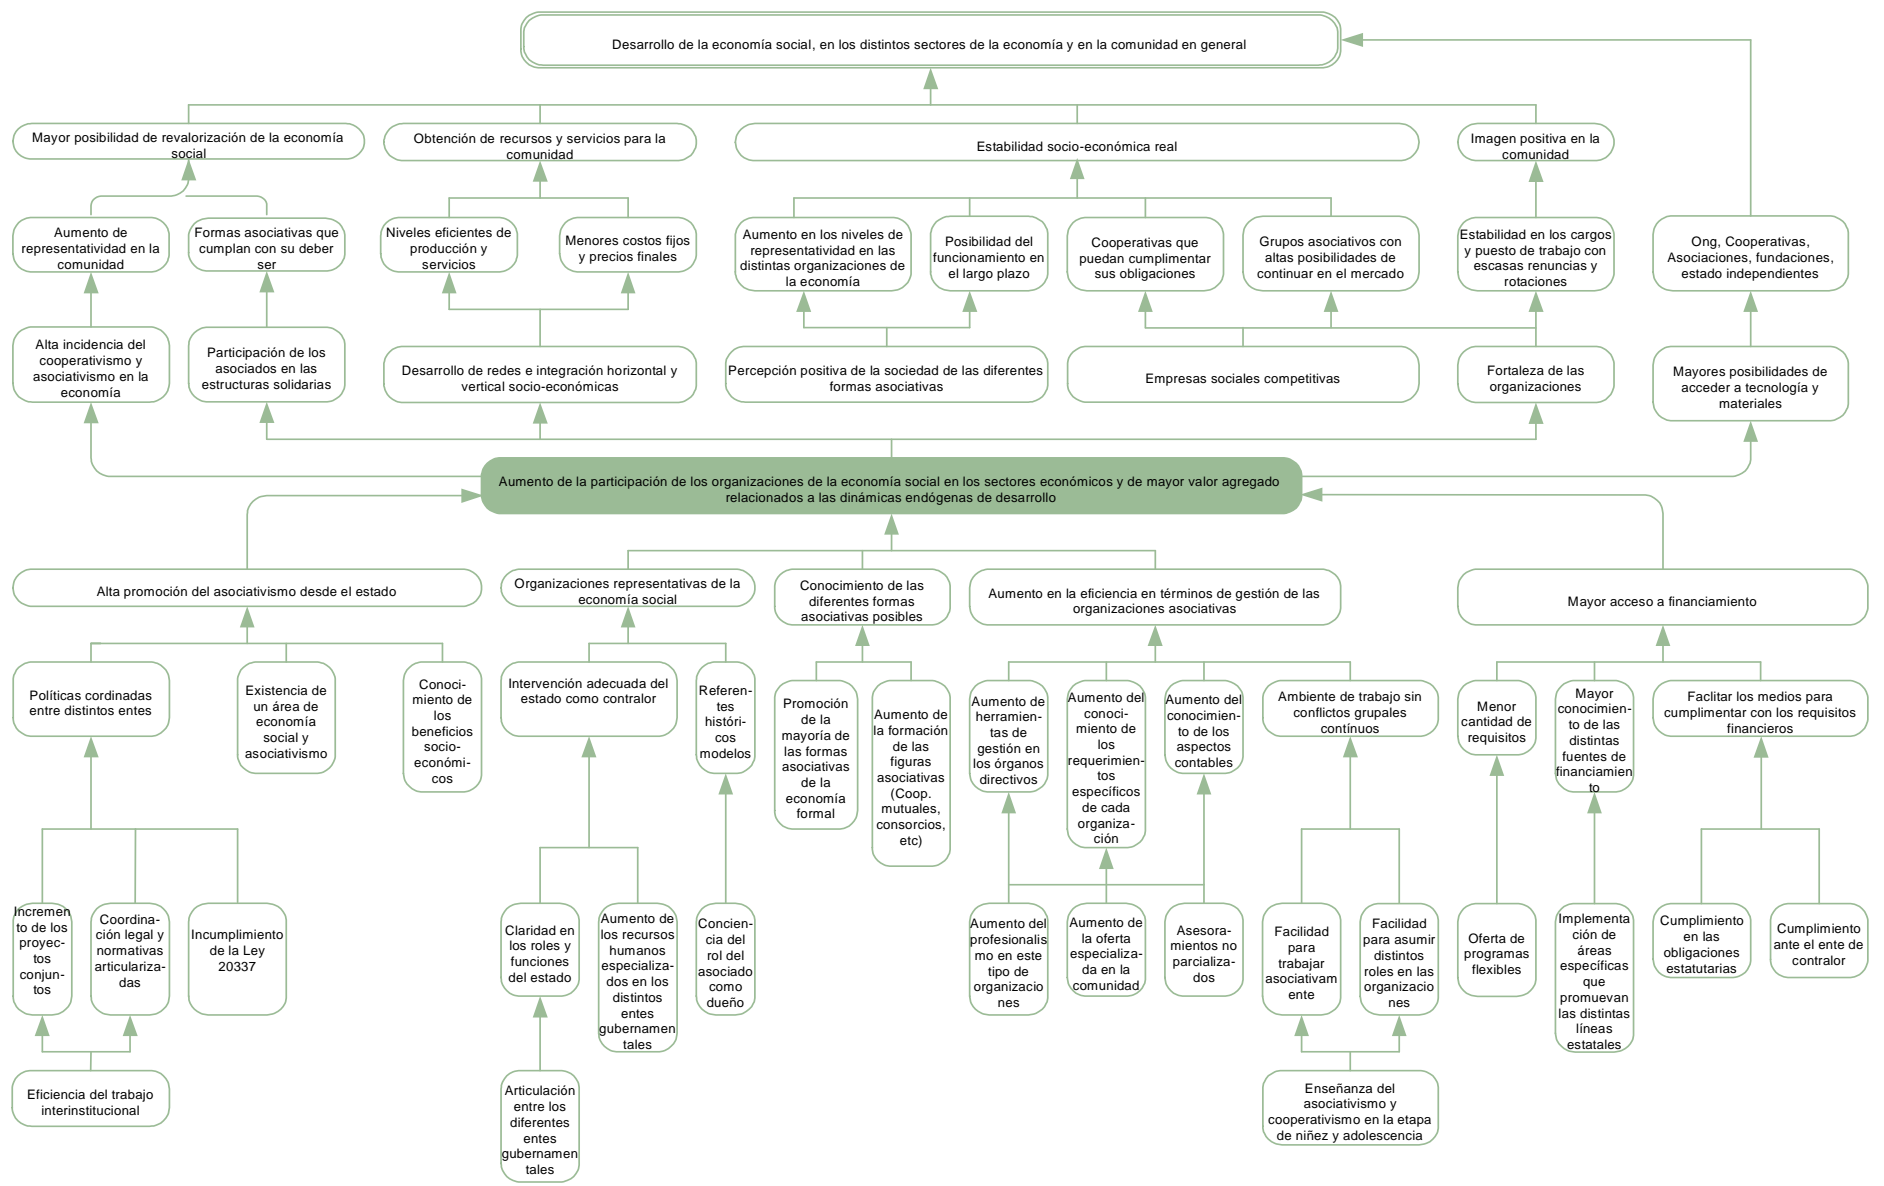 Desarrollo de la economía social, en los distintos sectores de la economía y en la comunidad en general
Mayor posibilidad de revalorización de la economía
social
Obtención de recursos y servicios para la
comunidad
Estabilidad socio-económica real
Imagen positiva en la
comunidad
Aumento de
representatividad en la
comunidad
Formas asociativas que
cumplan con su deber
ser
Niveles eficientes de
producción y
servicios
Menores costos fijos
y precios finales
Aumento en los niveles de
representatividad en las
distintas organizaciones de
la economía
Posibilidad del
funcionamiento en
el largo plazo
Cooperativas que
puedan cumplimentar
sus obligaciones
Grupos asociativos con
altas posibilidades de
continuar en el mercado
Estabilidad en los cargos
y puesto de trabajo con
escasas renuncias y
rotaciones
Ong, Cooperativas,
Asociaciones, fundaciones,
estado independientes
Alta incidencia del
cooperativismo y
asociativismo en la
economía
Participación de los
asociados en las
estructuras solidarias
Desarrollo de redes e integración horizontal y
vertical socio-económicas
Percepción positiva de la sociedad de las diferentes
formas asociativas
Empresas sociales competitivas
Fortaleza de las
organizaciones
Mayores posibilidades de
acceder a tecnología y
materiales
Aumento de la participación de los organizaciones de la economía social en los sectores económicos y de mayor valor agregado
relacionados a las dinámicas endógenas de desarrollo
Alta promoción del asociativismo desde el estado
Organizaciones representativas de la
economía social
Conocimiento de las
diferentes formas
asociativas posibles
Aumento en la eficiencia en términos de gestión de las
organizaciones asociativas
Mayor acceso a financiamiento
Políticas cordinadas
entre distintos entes
Existencia de
un área de
economía
social y
asociativismo
Conoci-
miento de
los
beneficios
socio-
económi-
cos
Intervención adecuada del
estado como contralor
Referen-
tes
históri-
cos
modelos
Promoción
de la
mayoría de
las formas
asociativas
de la
economía
formal
Aumento de
la formación
de las
figuras
asociativas
(Coop.
mutuales,
consorcios,
etc)
Aumento de
herramien-
tas de
gestión en
los órganos
directivos
Aumento del
conoci-
miento de
los
requerimien-
tos
específicos
de cada
organiza-
ción
Aumento del
conocimien-
to de los
aspectos
contables
Ambiente de trabajo sin
conflictos grupales
contínuos
Menor
cantidad de
requisitos
Mayor
conocimien-
to de las
distintas
fuentes de
financiamien
to
Faclitar los medios para
cumplimentar con los requisitos
financieros
Incremen
to de los
proyec-
tos
conjun-
tos
Coordina-
ción legal y
normativas
articulariza-
das
Incumplimiento
de la Ley
20337
Claridad en
los roles y
funciones
del estado
Aumento de
los recursos
humanos
especializa-
dos en los
distintos
entes
gubernamen
tales
Concien-
cia del
rol del
asociado
como
dueño
Aumento del
profesionalis
mo en este
tipo de
organizacio
nes
Aumento de
la oferta
especializa-
da en la
comunidad
Asesora-
mientos no
parcializa-
dos
Facilidad
para
trabajar
asociativam
ente
Facilidad
para asumir
distintos
roles en las
organizacio
nes
Oferta de
programas
flexibles
Implementa
ción de
áreas
específicas
que
promuevan
las distintas
líneas
estatales
Cumplimiento
en las
obligaciones
estatutarias
Cumplimiento
ante el ente de
contralor
Eficiencia del trabajo
interinstitucional
Articulación
entre los
diferentes
entes
gubernamen
tales
Enseñanza del
asociativismo y
cooperativismo en la etapa
de niñez y adolescencia